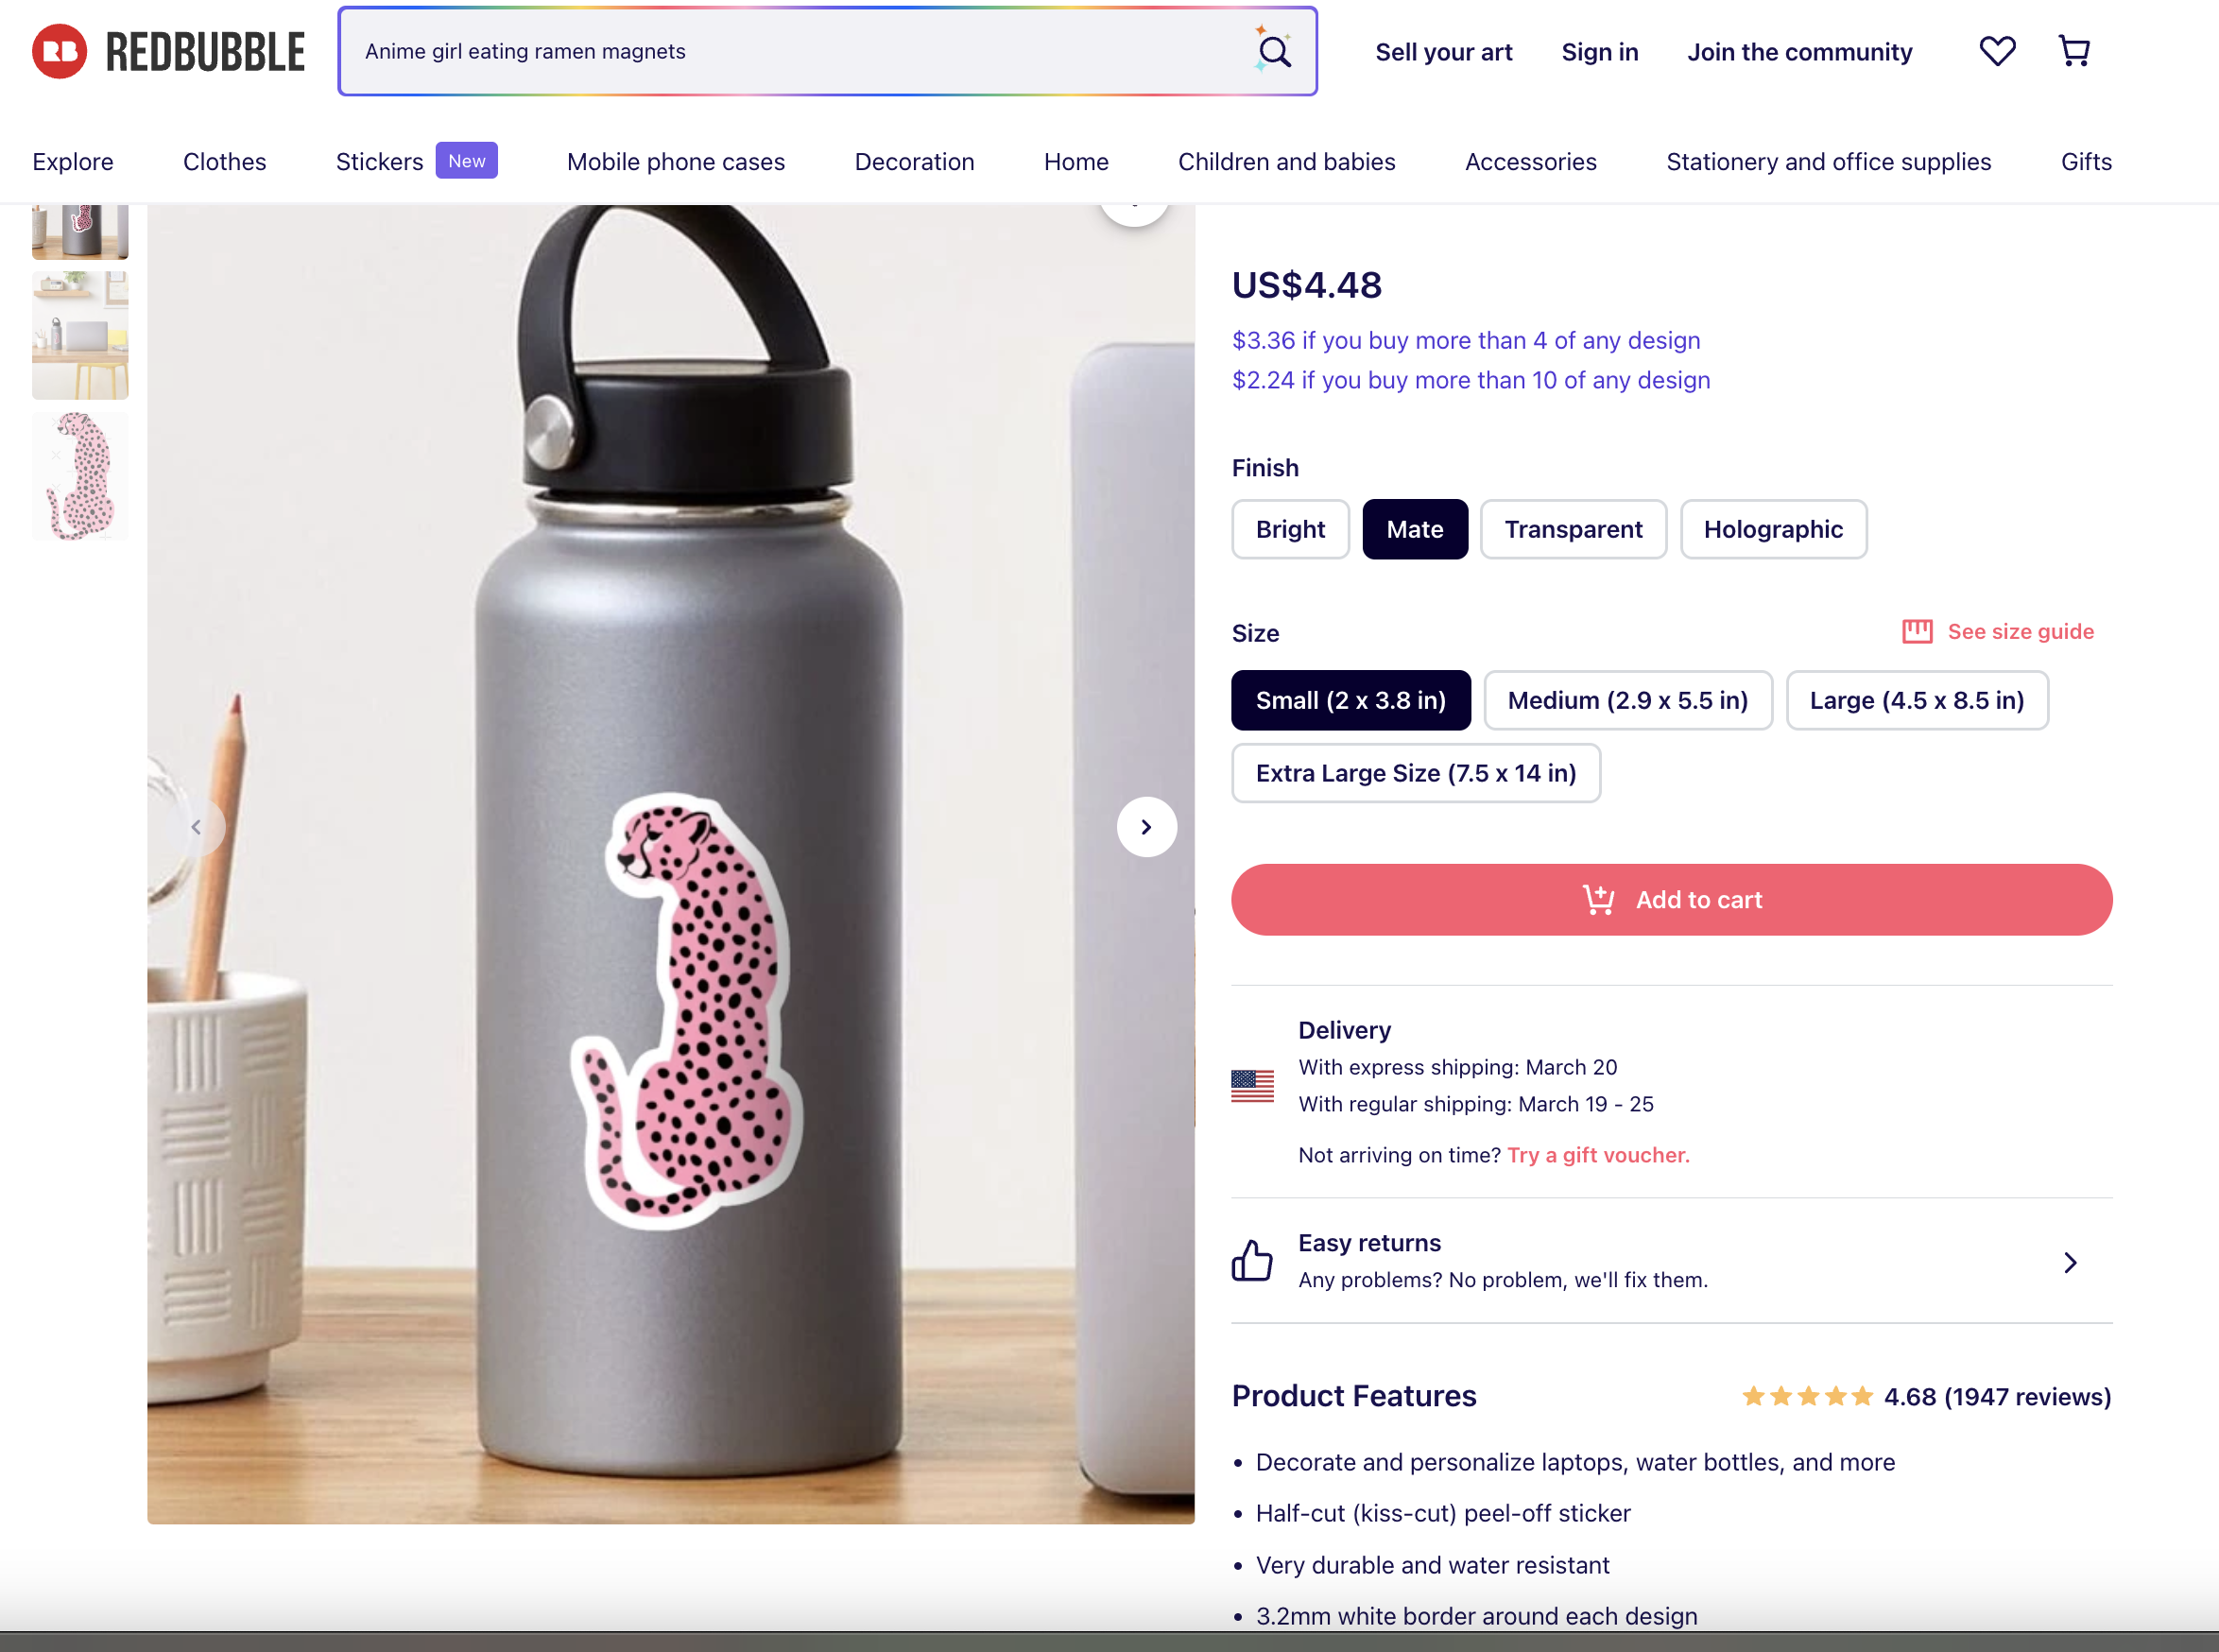 RB REDBUBBLE
Anime girl eating ramen magnets
Sell your art
Sign in
Join the community
Explore
Clothes
Stickers New
Mobile phone cases
Decoration
Home
Children and babies
Accessories
Stationery and office supplies
Gifts
US$4.48
$3.36 if you buy more than 4 of any design
$2.24 if you buy more than 10 of any design
Finish
Bright
Mate
Transparent
Holographic
Size
See size guide
Small (2 x 3.8 in)
Medium (2.9 x 5.5 in)
Large (4.5 x 8.5 in)
Extra Large Size (7.5 x 14 in)
Add to cart
Delivery
With express shipping: March 20
With regular shipping: March 19 - 25
Not arriving on time? Try a gift voucher.
Easy returns
Any problems? No problem, we'll fix them.
Product Features
4.68 (1947 reviews)
• Decorate and personalize laptops, water bottles, and more
• Half-cut (kiss-cut) peel-off sticker
• Very durable and water resistant
• 3.2mm white border around each design